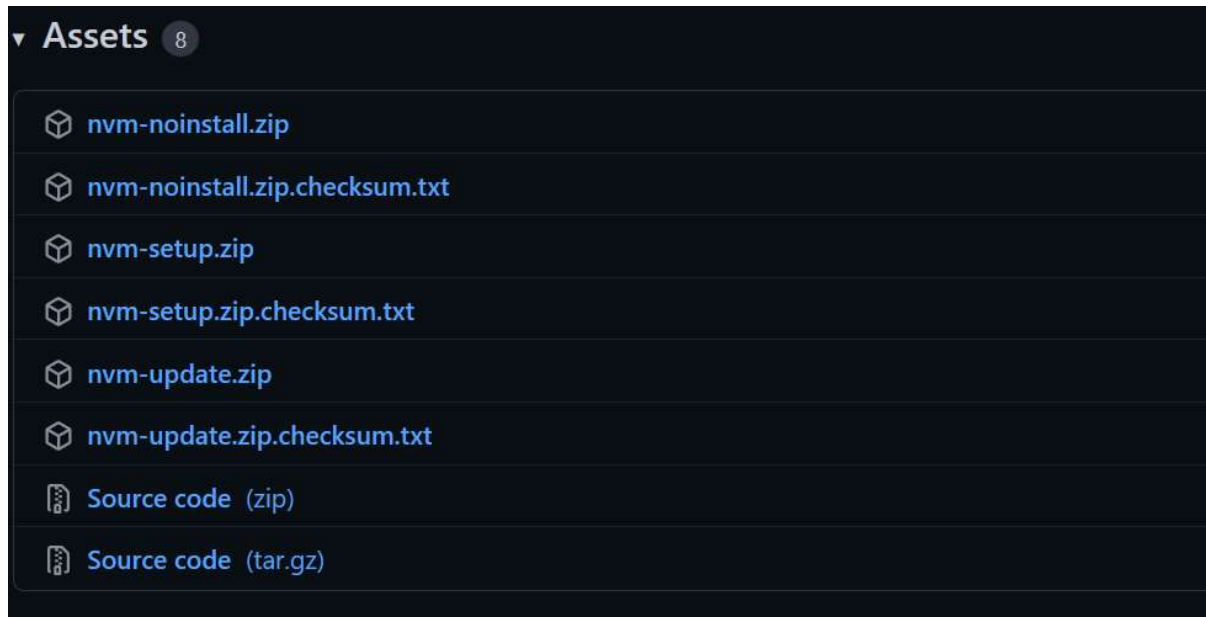 Assets 8
nvm-noinstall.zip
nvm-noinstall.zip.checksum.txt
nvm-setup.zip
nvm-setup.zip.checksum.txt
nvm-update.zip
nvm-update.zip.checksum.txt
Source code (zip)
Source code (tar.gz)